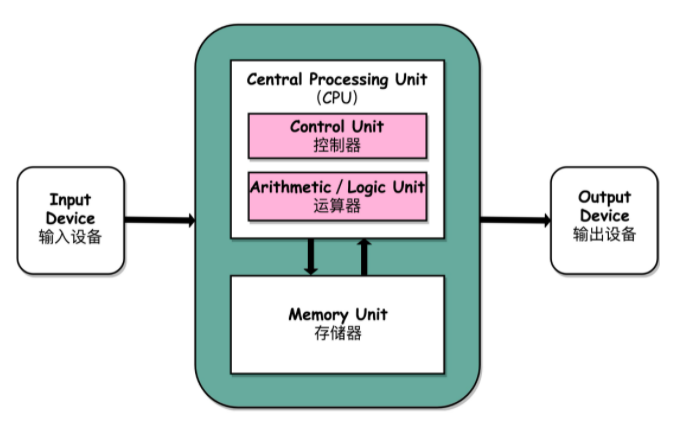 Central Processing Unit
（CPU）
Control Unit
控制器
Arithmetic / Logic Unit
运算器
Input
Device
输入设备
Output
Device
输出设备
Memory Unit
存储器